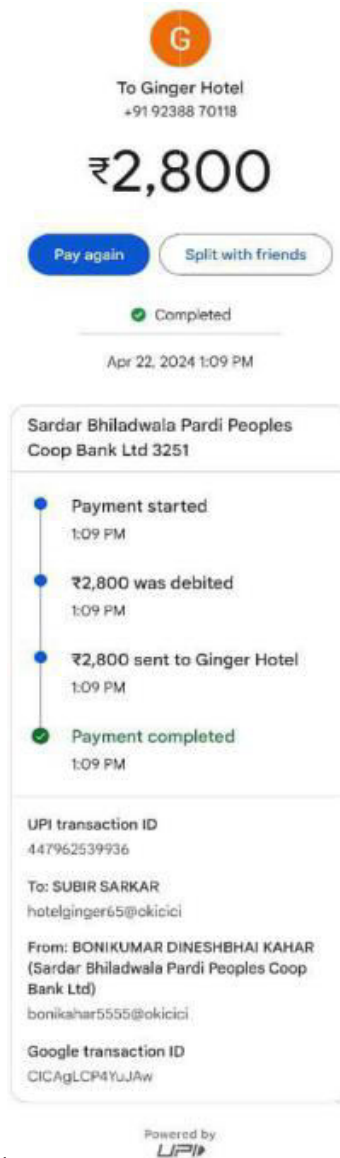 G
To Ginger Hotel
+91 92388 70118
₹2,800
Pay again
Split with friends
Completed
Apr 22, 2024 1:09 PM
Sardar Bhiladwala Pardi Peoples
Coop Bank Ltd 3251
Payment started
1:09 PM
₹2,800 was debited
1:09 PM
₹2,800 sent to Ginger Hotel
1:09 PM
Payment completed
1:09 PM
UPI transaction ID
447962539936
To: SUBIR SARKAR
hotelginger65@okicici
From: BONIKUMAR DINESHBHAI KAHAR
(Sardar Bhiladwala Pardi Peoples Coop
Bank Ltd)
bonikahar5555@okicici
Google transaction ID
CICAgLCP4YuJAw
Powered by
UPI